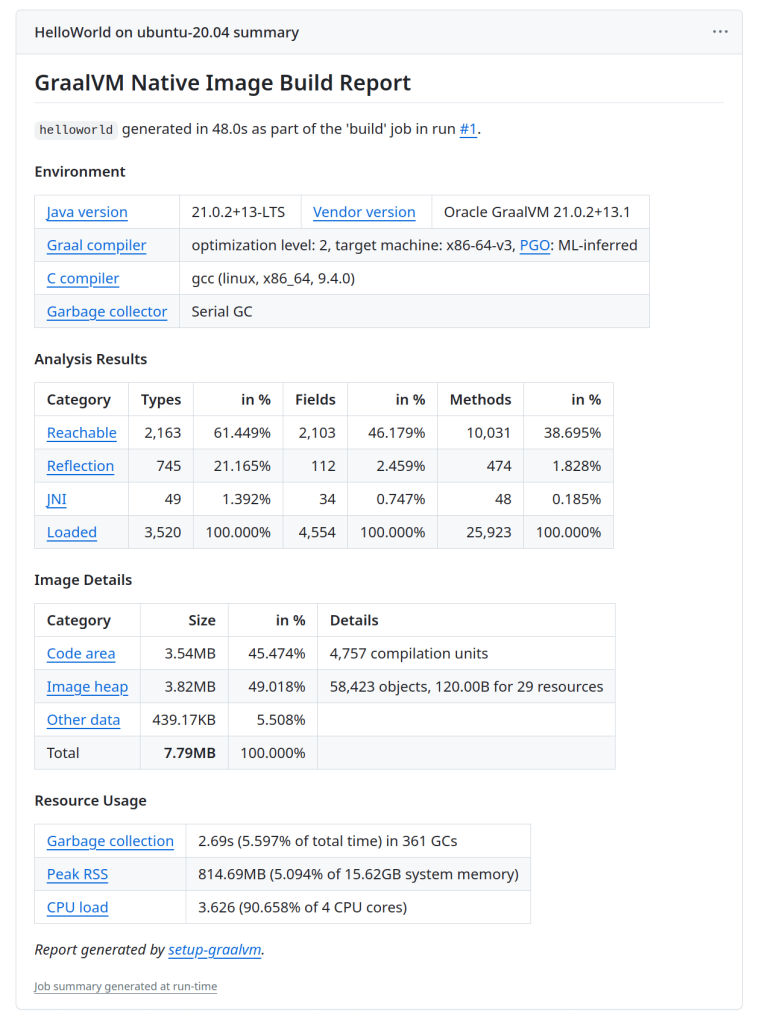 HelloWorld on ubuntu-20.04 summary ...
GraalVM Native Image Build Report
helloworld generated in 48.0s as part of the 'build' job in run #1.
Environment
Java version 21.0.2+13-LTS Vendor version Oracle GraalVM 21.0.2+13.1
Graal compiler optimization level: 2, target machine: x86-64-v3, PGO: ML-inferred
C compiler gcc (linux, x86_64, 9.4.0)
Garbage collector Serial GC
Analysis Results
Category Types in % Fields in % Methods in %
Reachable 2,163 61.449% 2,103 46.179% 10,031 38.695%
Reflection 745 21.165% 112 2.459% 474 1.828%
JNI 49 1.392% 34 0.747% 48 0.185%
Loaded 3,520 100.000% 4,554 100.000% 25,923 100.000%
Image Details
Category Size in % Details
Code area 3.54MB 45.474% 4,757 compilation units
Image heap 3.82MB 49.018% 58,423 objects, 120.00B for 29 resources
Other data 439.17KB 5.508%
Total 7.79MB 100.000%
Resource Usage
Garbage collection 2.69s (5.597% of total time) in 361 GCs
Peak RSS 814.69MB (5.094% of 15.62GB system memory)
CPU load 3.626 (90.658% of 4 CPU cores)
Report generated by setup-graalvm.
Job summary generated at run-time